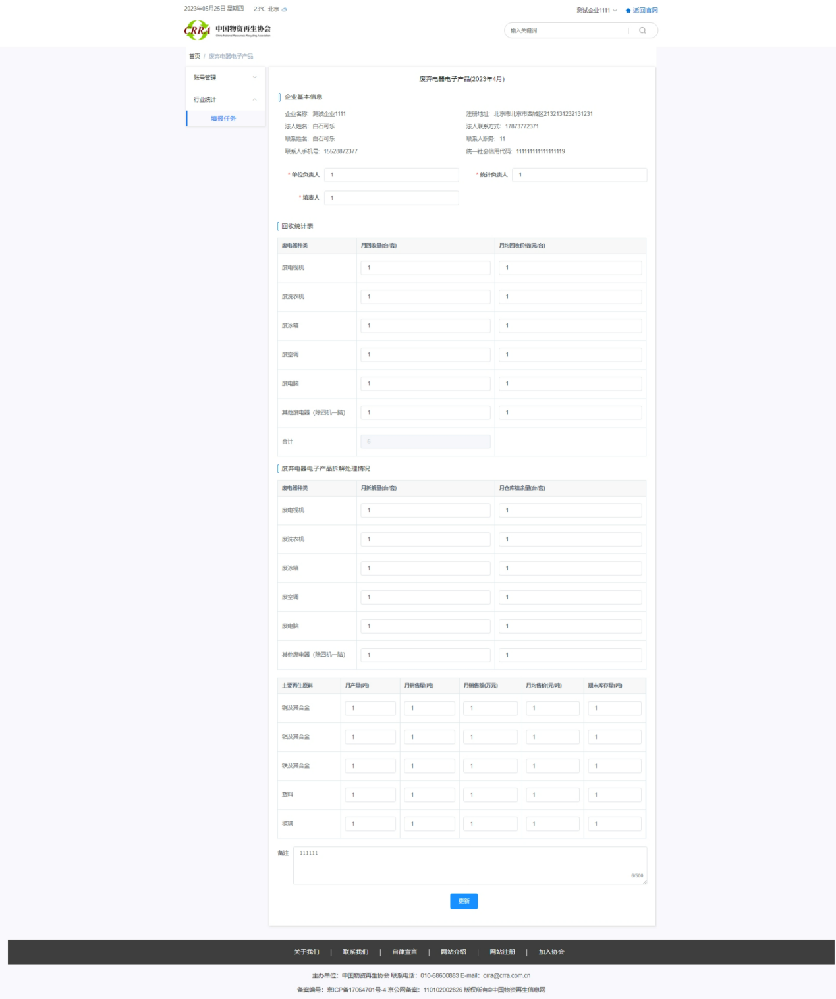 2023年05月25日 星期四 23℃ 北京
测试企业1111 返回官网
CRRA 中国物资再生协会
China National Resources Recycling Association
输入关键词
首页 / 废弃电器电子产品
账号管理
行业统计
填报任务
废弃电器电子产品(2023年4月)
企业基本信息
企业名称: 测试企业1111 注册地址: 北京市北京市西城区2132131232131231
法人姓名: 白石可乐 法人联系方式: 17873772371
联系姓名: 白石可乐 联系人职务: 11
联系人手机号: 15528872377 统一社会信用代码: 111111111111111119
* 单位负责人 1 * 统计负责人 1
* 填表人 1
回收统计表
废电器种类 月回收量(台/套) 月均回收价格(元/台)
废电视机 1 1
废洗衣机 1 1
废冰箱 1 1
废空调 1 1
废电脑 1 1
其他废电器（除四机一脑） 1 1
合计 6
废弃电器电子产品拆解处理情况
废电器种类 月拆解量(台/套) 月仓库结余量(台/套)
废电视机 1 1
废洗衣机 1 1
废冰箱 1 1
废空调 1 1
废电脑 1 1
其他废电器（除四机一脑） 1 1
主要再生原料 月产量(吨) 月销售量(吨) 月销售额(万元) 月均售价(元/吨) 期末库存量(吨)
铜及其合金 1 1 1 1 1
铝及其合金 1 1 1 1 1
铁及其合金 1 1 1 1 1
塑料 1 1 1 1 1
玻璃 1 1 1 1 1
备注 111111
6/500
更新
关于我们 | 联系我们 | 自律宣言 | 网站介绍 | 网站注册 | 加入协会
主办单位：中国物资再生协会 联系电话：010-68600883 E-mail：crra@crra.com.cn
备案编号：京ICP备17064701号-4 京公网备案：110102002826 版权所有©中国物资再生信息网